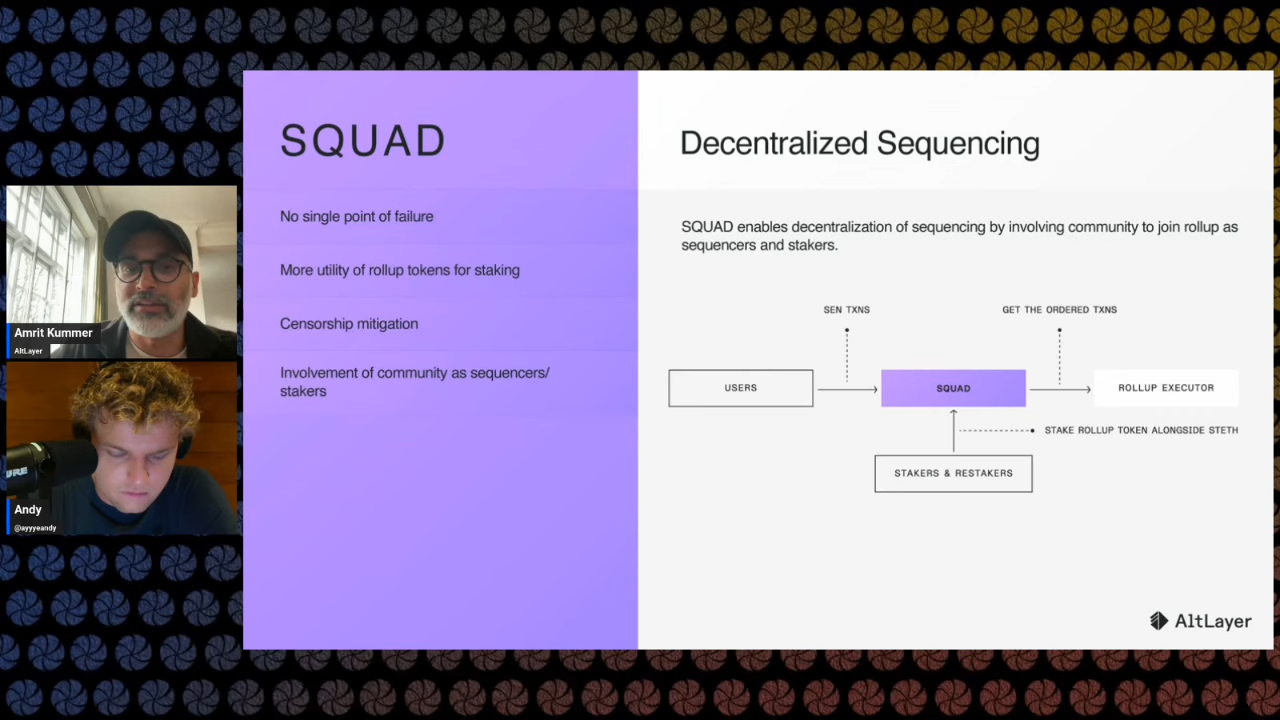 SQUAD
No single point of failure
More utility of rollup tokens for staking
Censorship mitigation
Involvement of community as sequencers/
stakers
Decentralized Sequencing
SQUAD enables decentralization of sequencing by involving community to join rollup as
sequencers and stakers.
SEN TXNS
GET THE ORDERED TXNS
USERS
SQUAD
ROLLUP EXECUTOR
STAKE ROLLUP TOKEN ALONGSIDE STETH
STAKERS & RESTAKERS
AltLayer
Amrit Kummer
AltLayer
URE
Andy
@ayyyeandy